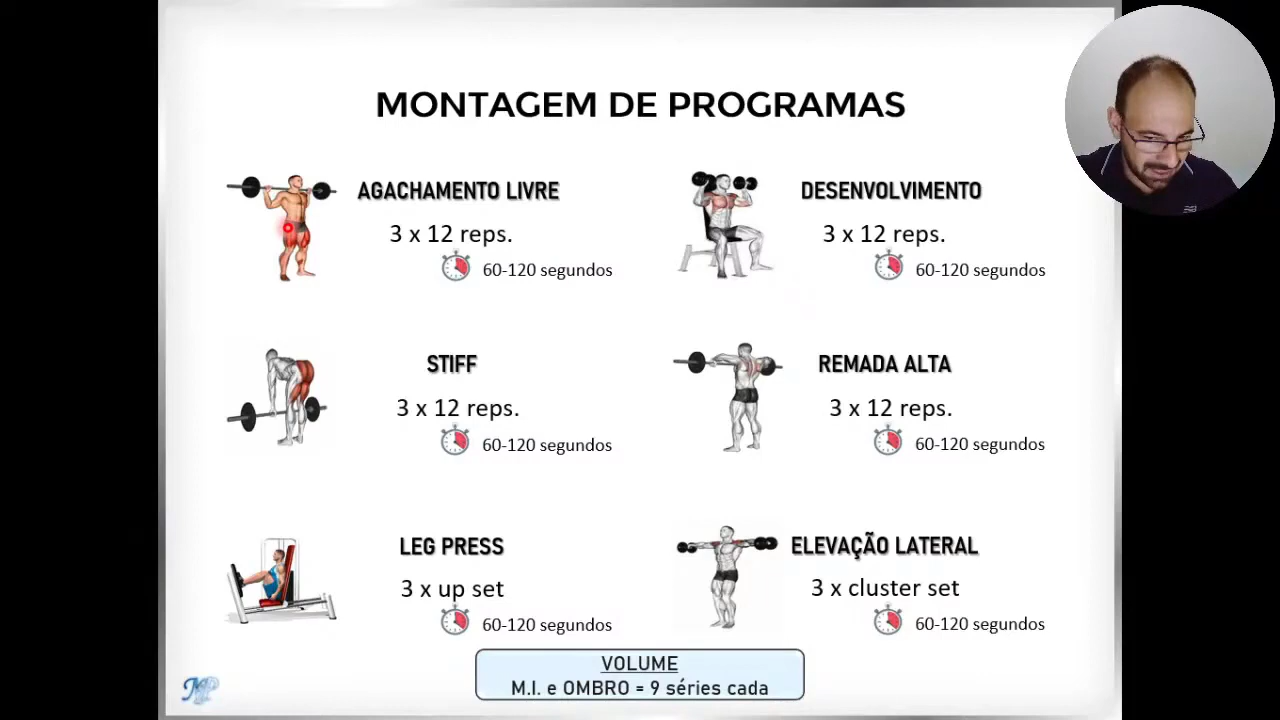 MONTAGEM DE PROGRAMAS
AGACHAMENTO LIVRE
3 x 12 reps.
60-120 segundos
DESENVOLVIMENTO
3 x 12 reps.
60-120 segundos
STIFF
3 x 12 reps.
60-120 segundos
REMADA ALTA
3 x 12 reps.
60-120 segundos
LEG PRESS
3 x up set
60-120 segundos
ELEVAÇÃO LATERAL
3 x cluster set
60-120 segundos
VOLUME
M.I. e OMBRO = 9 séries cada